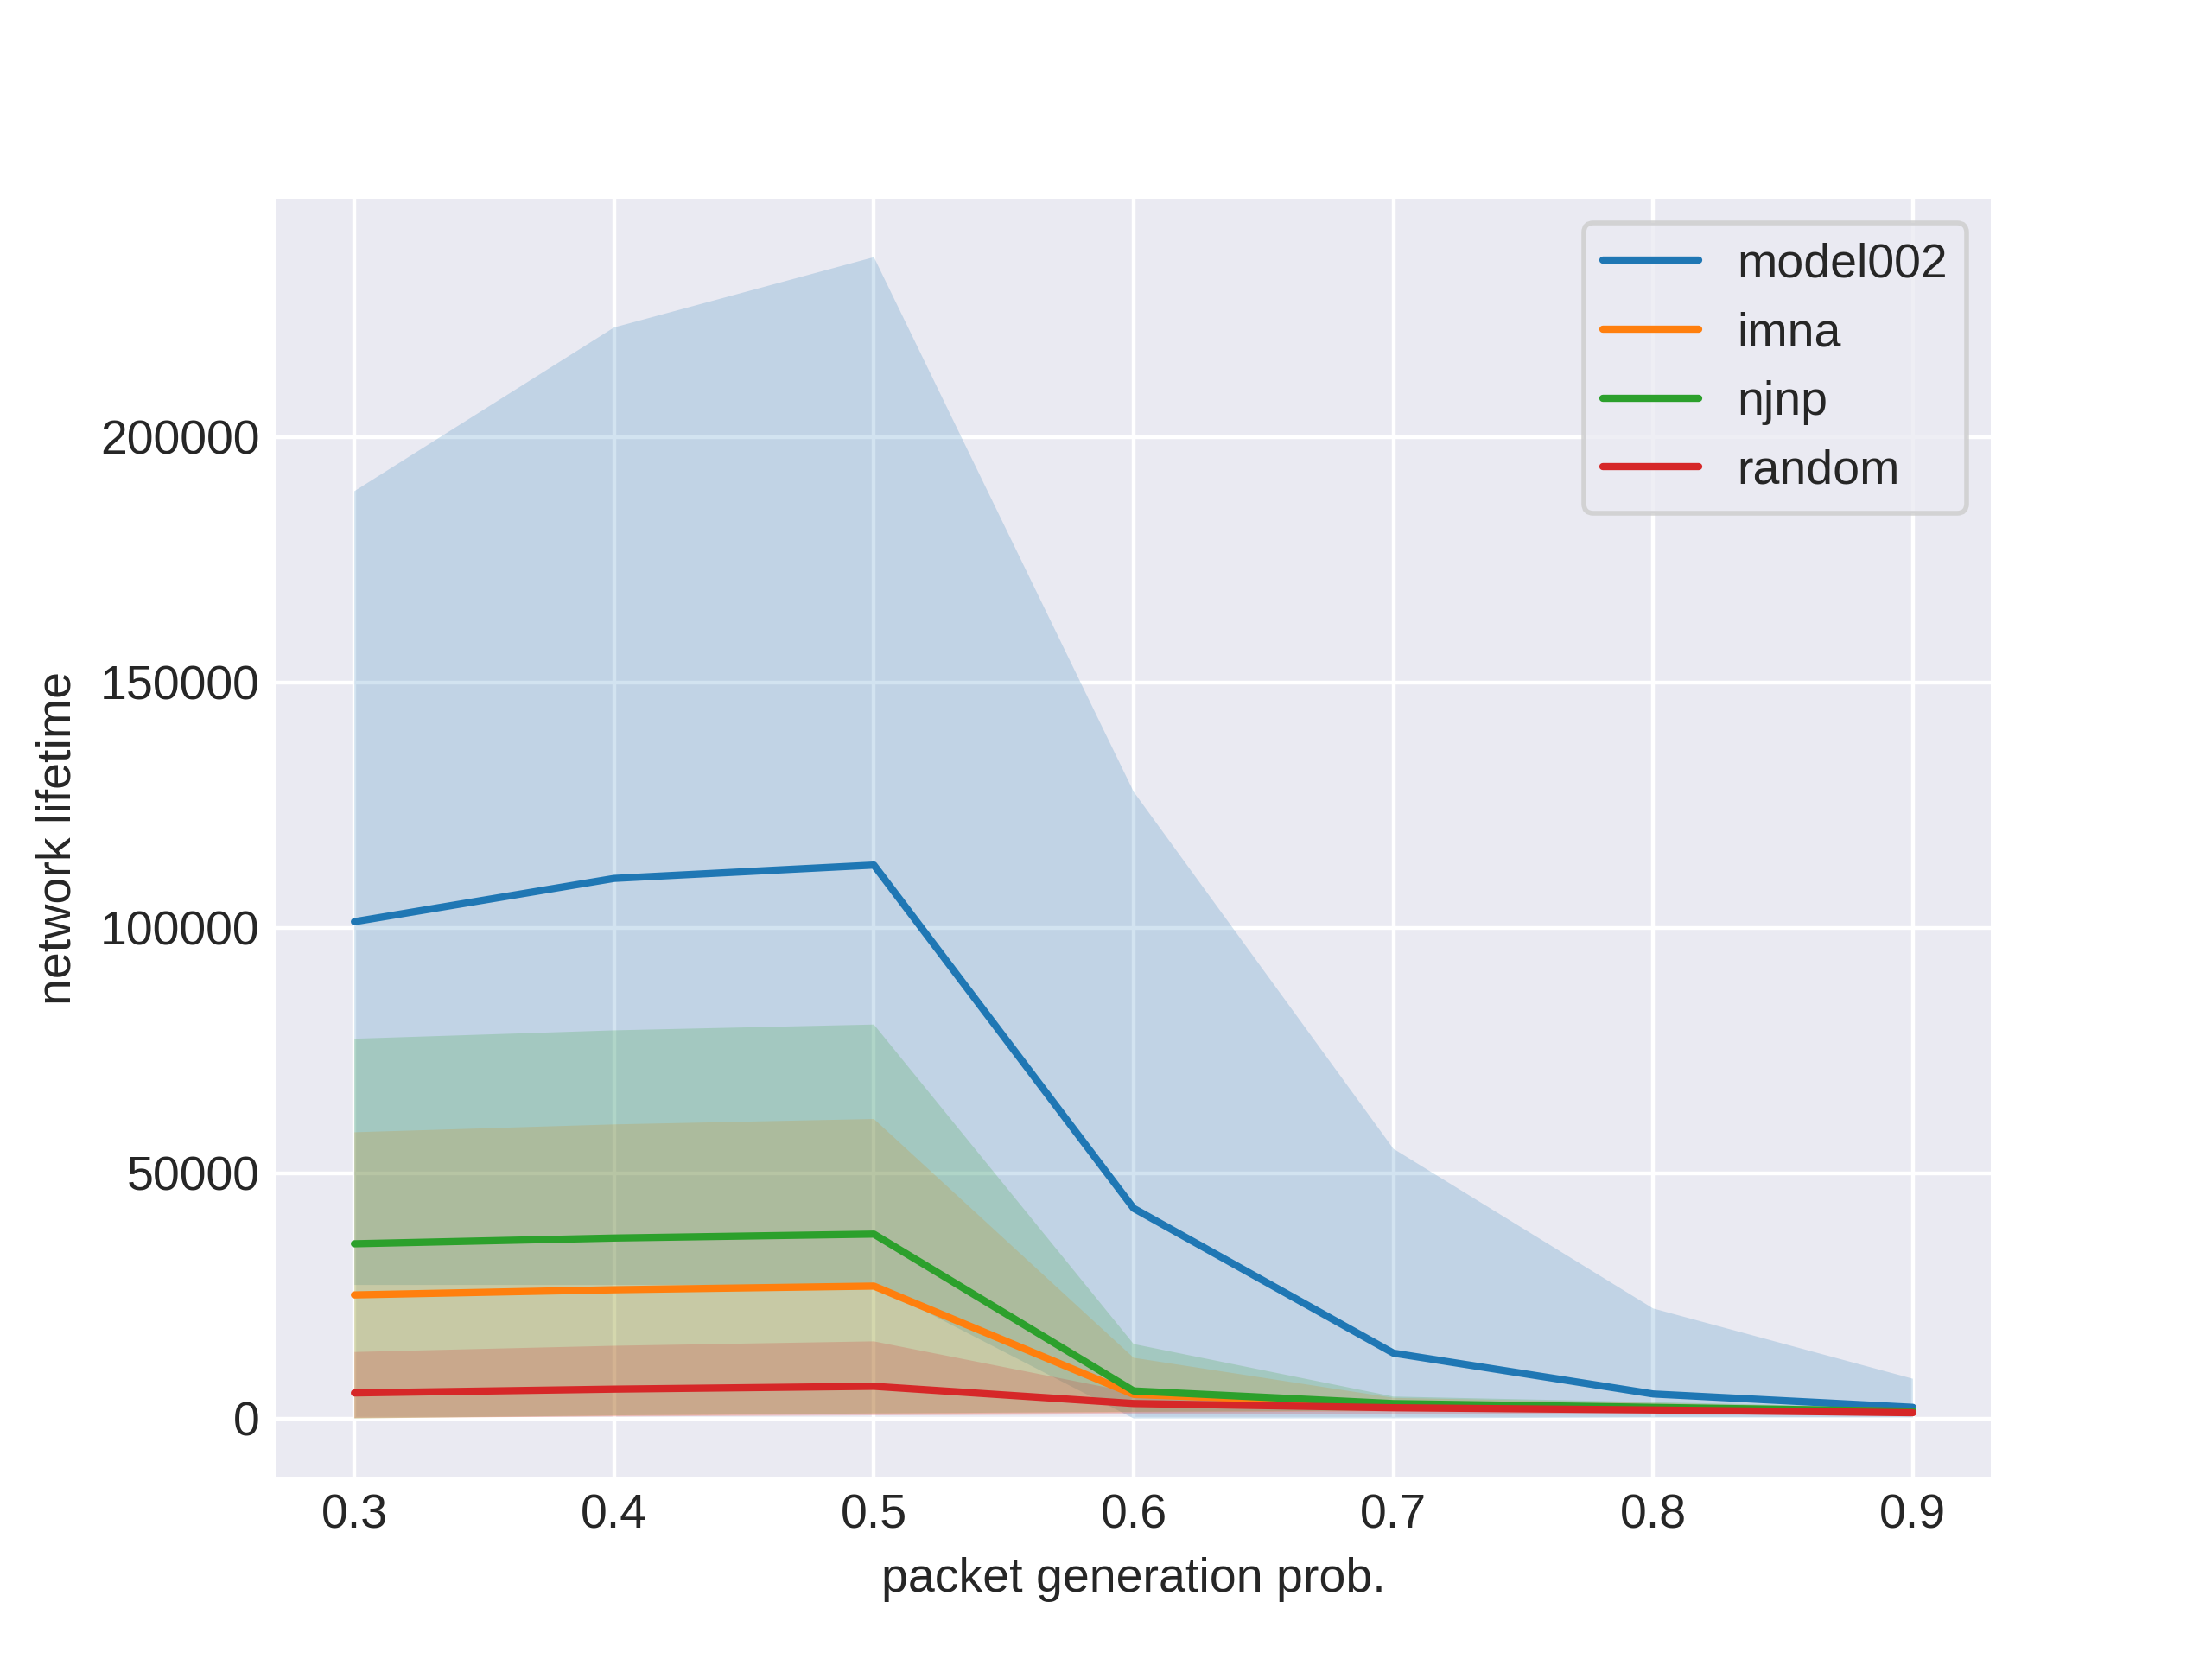 model002
imna
njnp
random
200000
150000
100000
50000
0
network lifetime
0.3 0.4 0.5 0.6 0.7 0.8 0.9
packet generation prob.